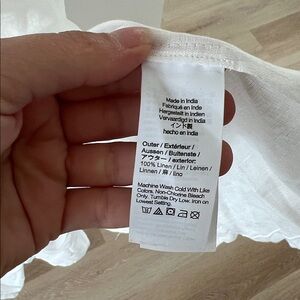 Made in India
Fabriqué en Inde
Hergestellt in Indien
Vervaardigd in India
インド製
hecho en India
Outer / Extérieur /
Aussen / Buitenste /
アウター / exterior:
100% Linen / Lin / Leinen /
Linnen / 麻 / lino
Machine Wash Cold With Like
Colors. Non-Chlorine Bleach
Only. Tumble Dry Low. Iron on
Lowest Setting.